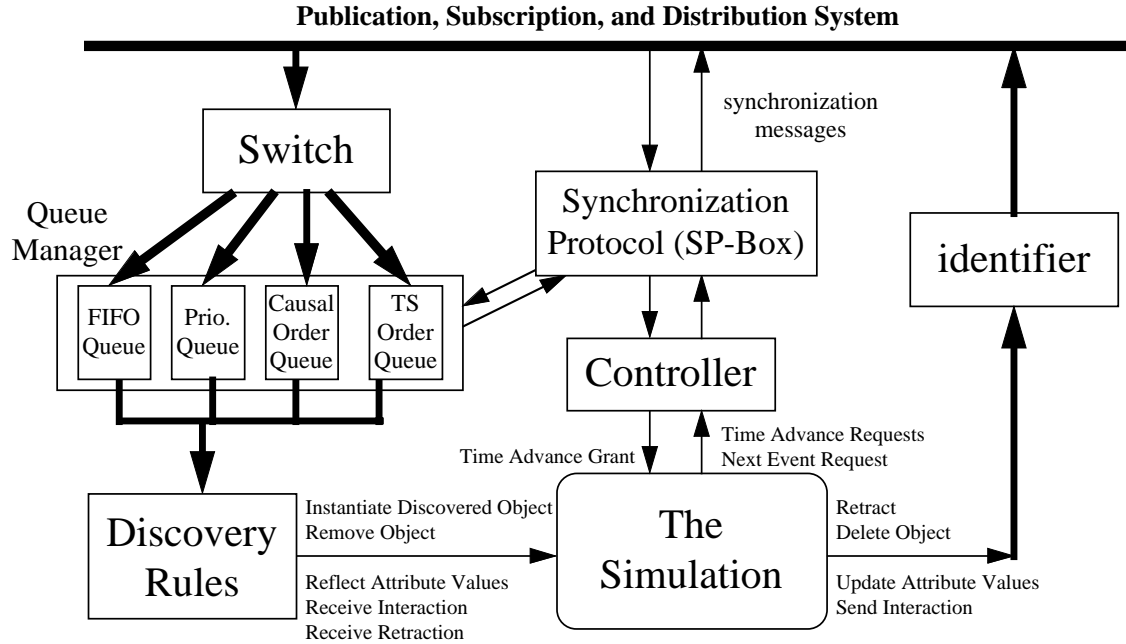 Publication, Subscription, and Distribution System
synchronization
messages
Switch
Queue
Manager
Synchronization
Protocol (SP-Box)
identifier
FIFO
Queue
Prio.
Queue
Causal
Order
Queue
TS
Order
Queue
Controller
Time Advance Grant
Time Advance Requests
Next Event Request
Discovery
Rules
Instantiate Discovered Object
Remove Object
Reflect Attribute Values
Receive Interaction
Receive Retraction
The
Simulation
Retract
Delete Object
Update Attribute Values
Send Interaction